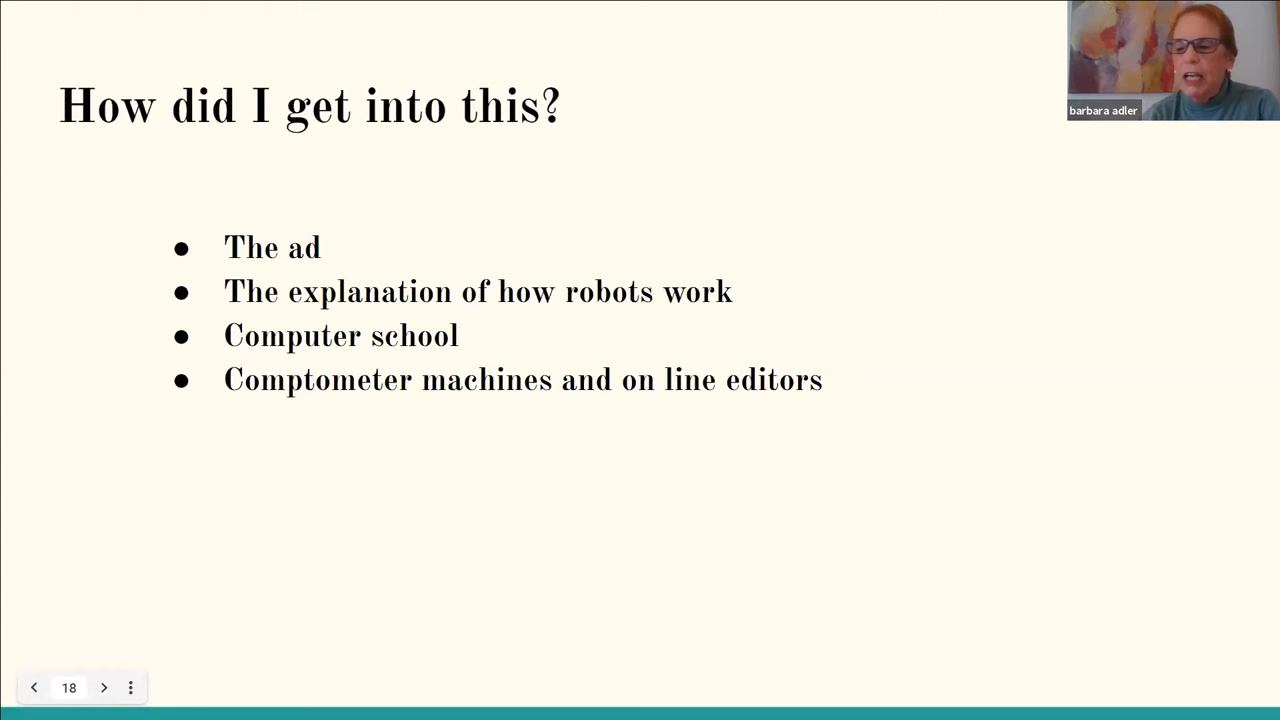 How did I get into this?
barbara adler
● The ad
● The explanation of how robots work
● Computer school
● Comptometer machines and on line editors
18